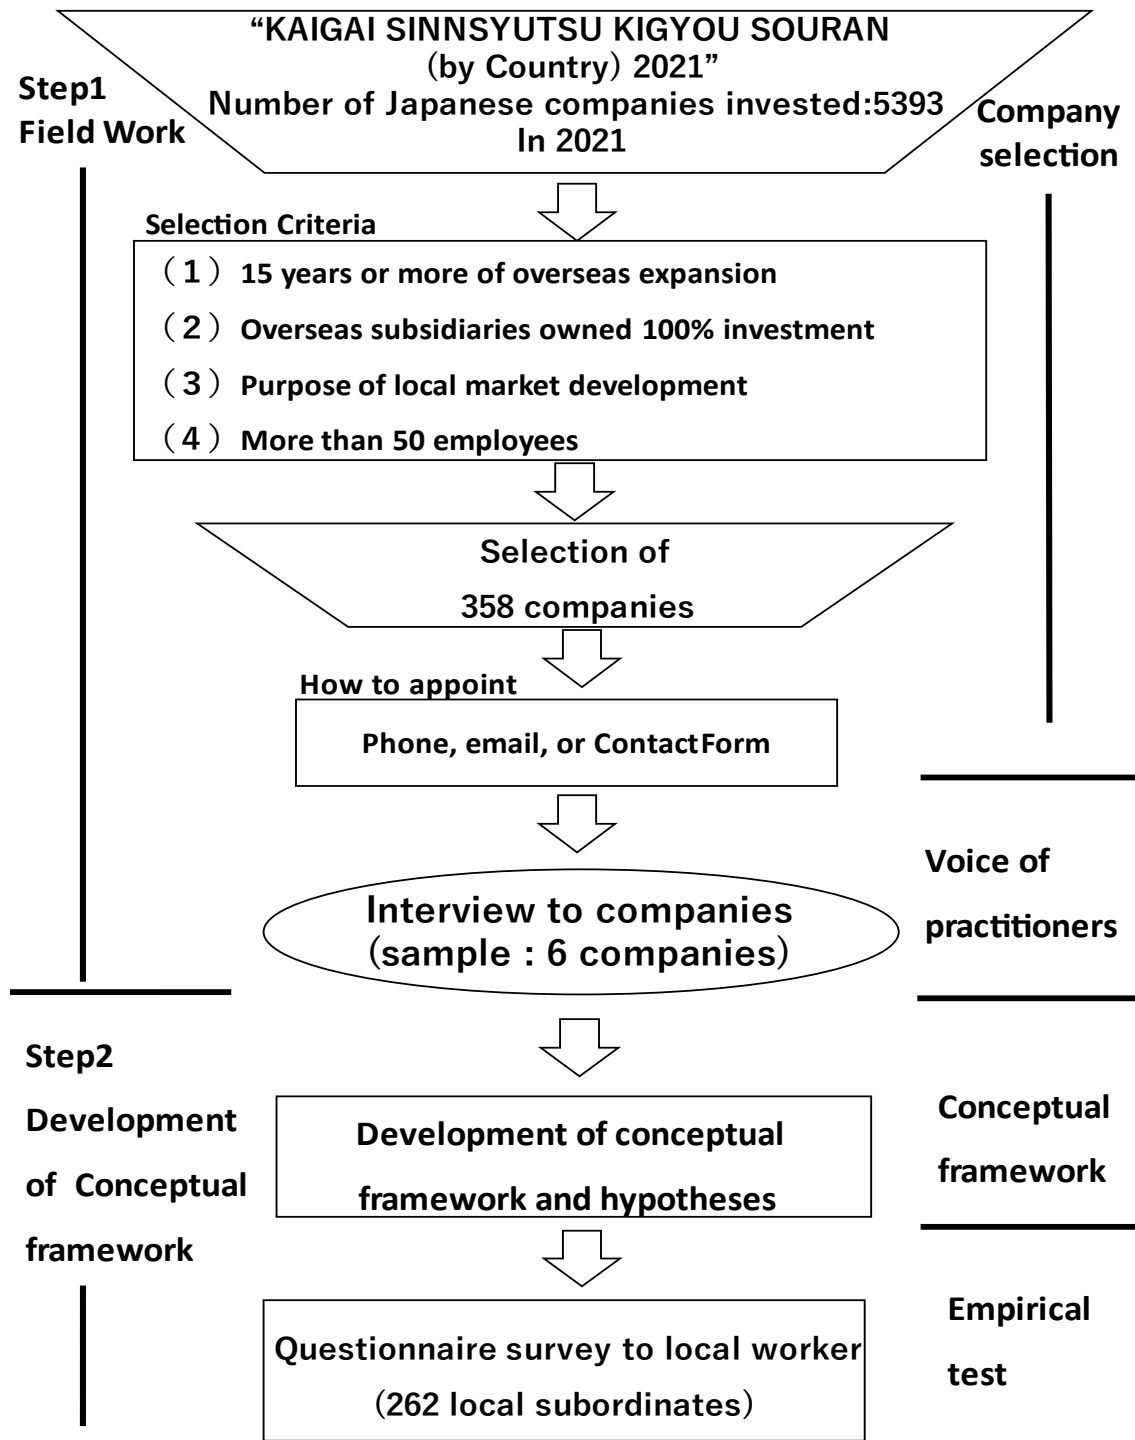 “KAIGAI SINNSYUTSU KIGYOU SOURAN
(by Country) 2021”
Number of Japanese companies invested:5393
In 2021
Step1
Field Work
Company
selection
Selection Criteria
（１）15 years or more of overseas expansion
（２）Overseas subsidiaries owned 100% investment
（３）Purpose of local market development
（４）More than 50 employees
Selection of
358 companies
How to appoint
Phone, email, or ContactForm
Interview to companies
(sample : 6 companies)
Voice of
practitioners
Step2
Development
of Conceptual
framework
Development of conceptual
framework and hypotheses
Conceptual
framework
Questionnaire survey to local worker
(262 local subordinates)
Empirical
test